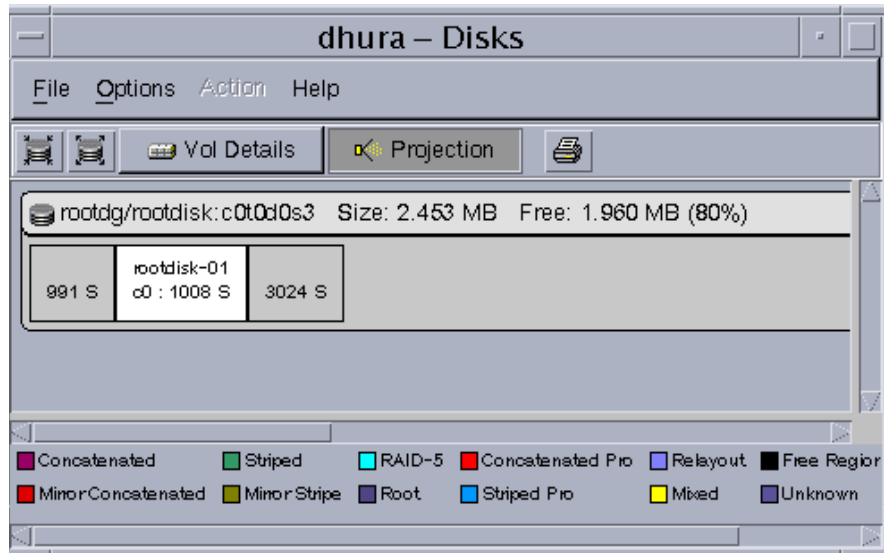 dhura – Disks
File Options Action Help
Vol Details Projection
rootdg/rootdisk:c0t0d0s3 Size: 2.453 MB Free: 1.960 MB (80%)
rootdisk-01
991 S c0 : 1008 S 3024 S
Concatenated Striped RAID-5 Concatenated Pro Relayout Free Region
MirrorConcatenated Mirror Stripe Root Striped Pro Mixed Unknown